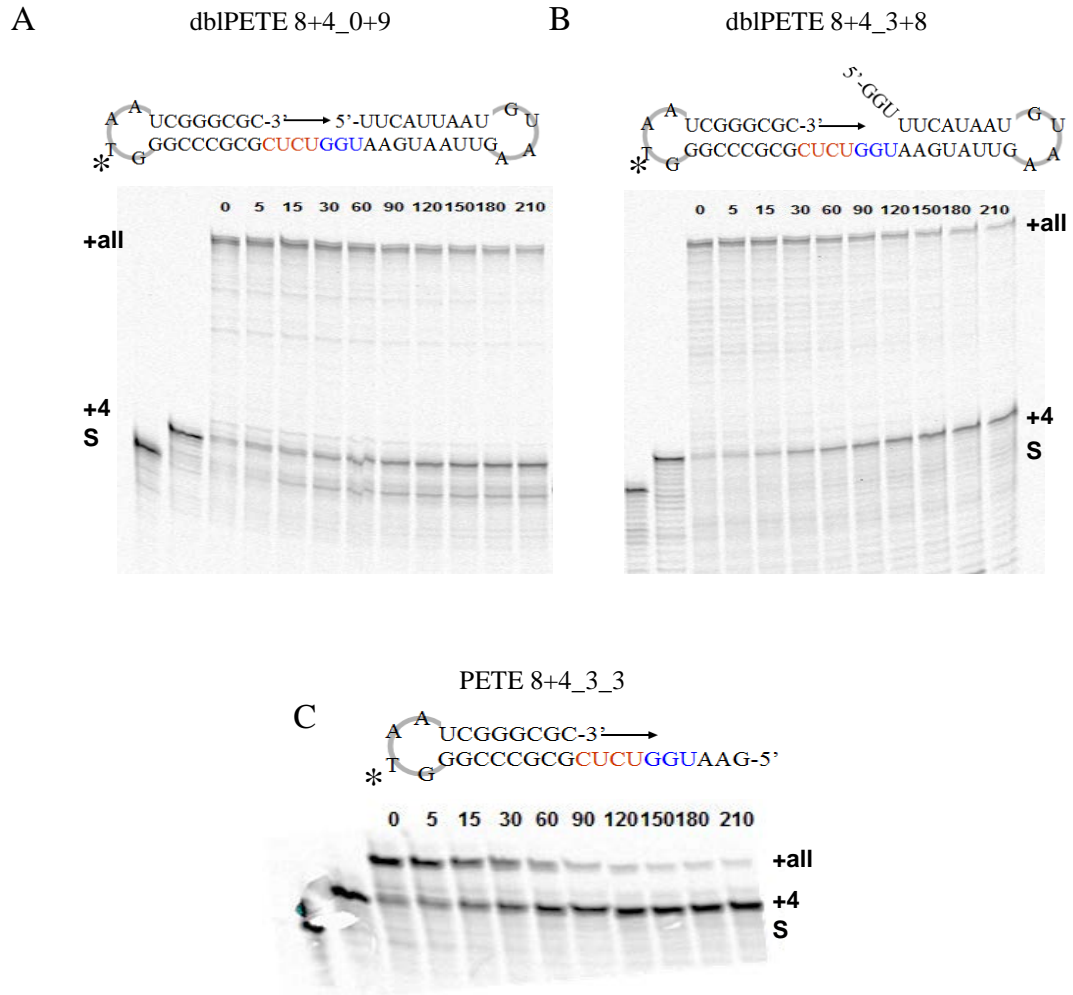 A
dblPETE 8+4_0+9
A
A
UCGGGCGC-3’
5’-UUCAUUAAU
G
U
*
T
G
GGCCCGCGCUCUGGUAAGUAAUUG
A
A
0 5 15 30 60 90 120 150 180 210
+all
+4
S
B
dblPETE 8+4_3+8
5’-GGU
A
A
UCGGGCGC-3’
UUCAUAAU
G
U
*
T
G
GGCCCGCGCUCUGGUAAGUAUUG
A
A
0 5 15 30 60 90 120 150 180 210
+all
+4
S
PETE 8+4_3_3
C
A
A
UCGGGCGC-3’
*
T
G
GGCCCGCGCUCUGGUAAG-5’
0 5 15 30 60 90 120 150 180 210
+all
+4
S